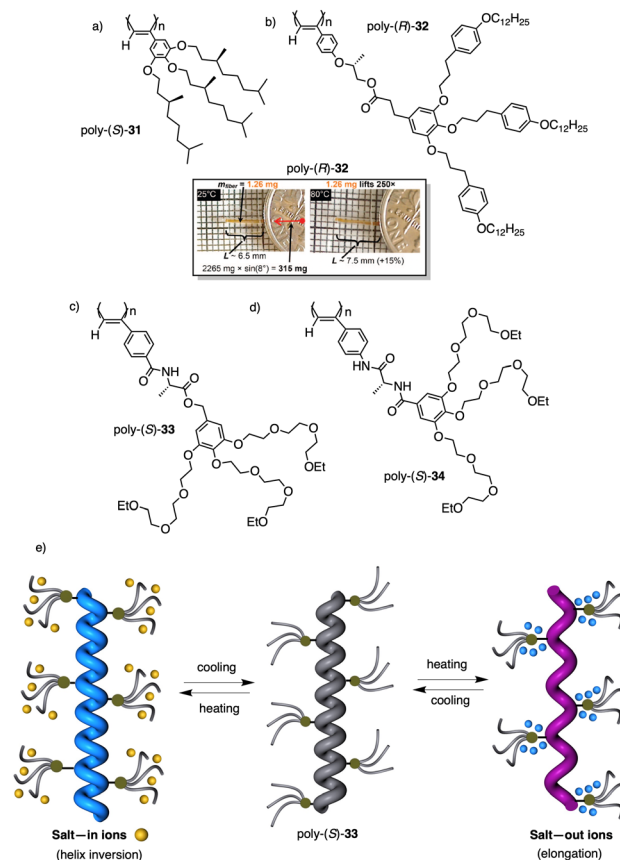 a)
n
H
O
O
O
poly-(S)-31
b)
poly-(R)-32
n
H
O
O
O
O
O
O
OC12H25
OC12H25
OC12H25
poly-(R)-32
25°C
mfiber = 1.26 mg
L ~ 6.5 mm
2265 mg × sin(8°) = 315 mg
80°C
1.26 mg lifts 250×
L ~ 7.5 mm (+15%)
c)
n
H
O
N
H
O
O
poly-(S)-33
O
O
O
O
OEt
O
O
O
O
EtO
O
O
O
EtO
d)
n
H
O
NH
H
N
O
poly-(S)-34
O
O
O
O
OEt
O
O
O
O
OEt
O
O
O
EtO
e)
cooling
heating
heating
cooling
Salt—in ions
(helix inversion)
poly-(S)-33
Salt—out ions
(elongation)